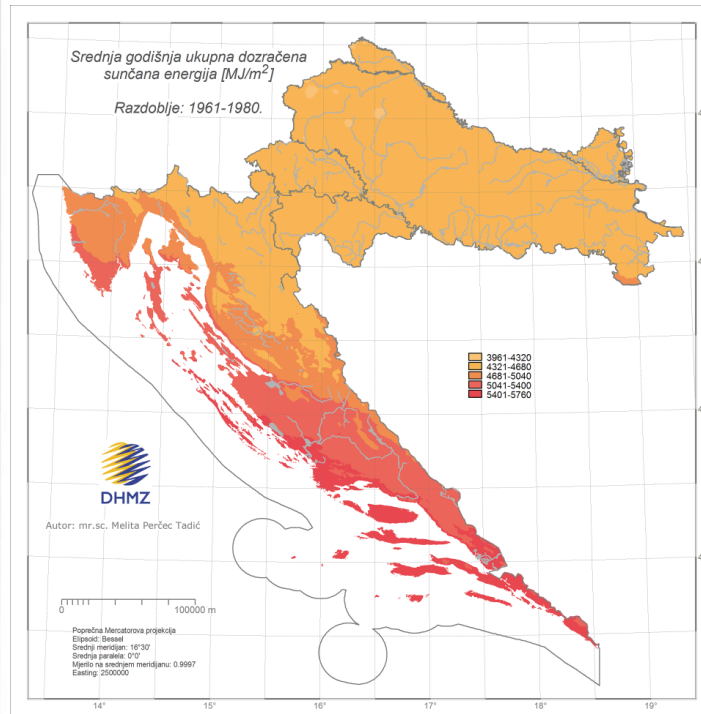 Srednja godišnja ukupna dozračena
sunčana energija [MJ/m²]
Razdoblje: 1961-1980.
3961-4320
4321-4680
4681-5040
5041-5400
5401-5760
DHMZ
Autor: mr.sc. Melita Perčec Tadić
0 100000 m
Poprečna Mercatorova projekcija
Elipsoid: Bessel
Srednji meridijan: 16°30'
Srednja paralela: 0°0'
Mjerilo na srednjem meridijanu: 0.9997
Easting: 2500000
14° 15° 16° 17° 18° 19°